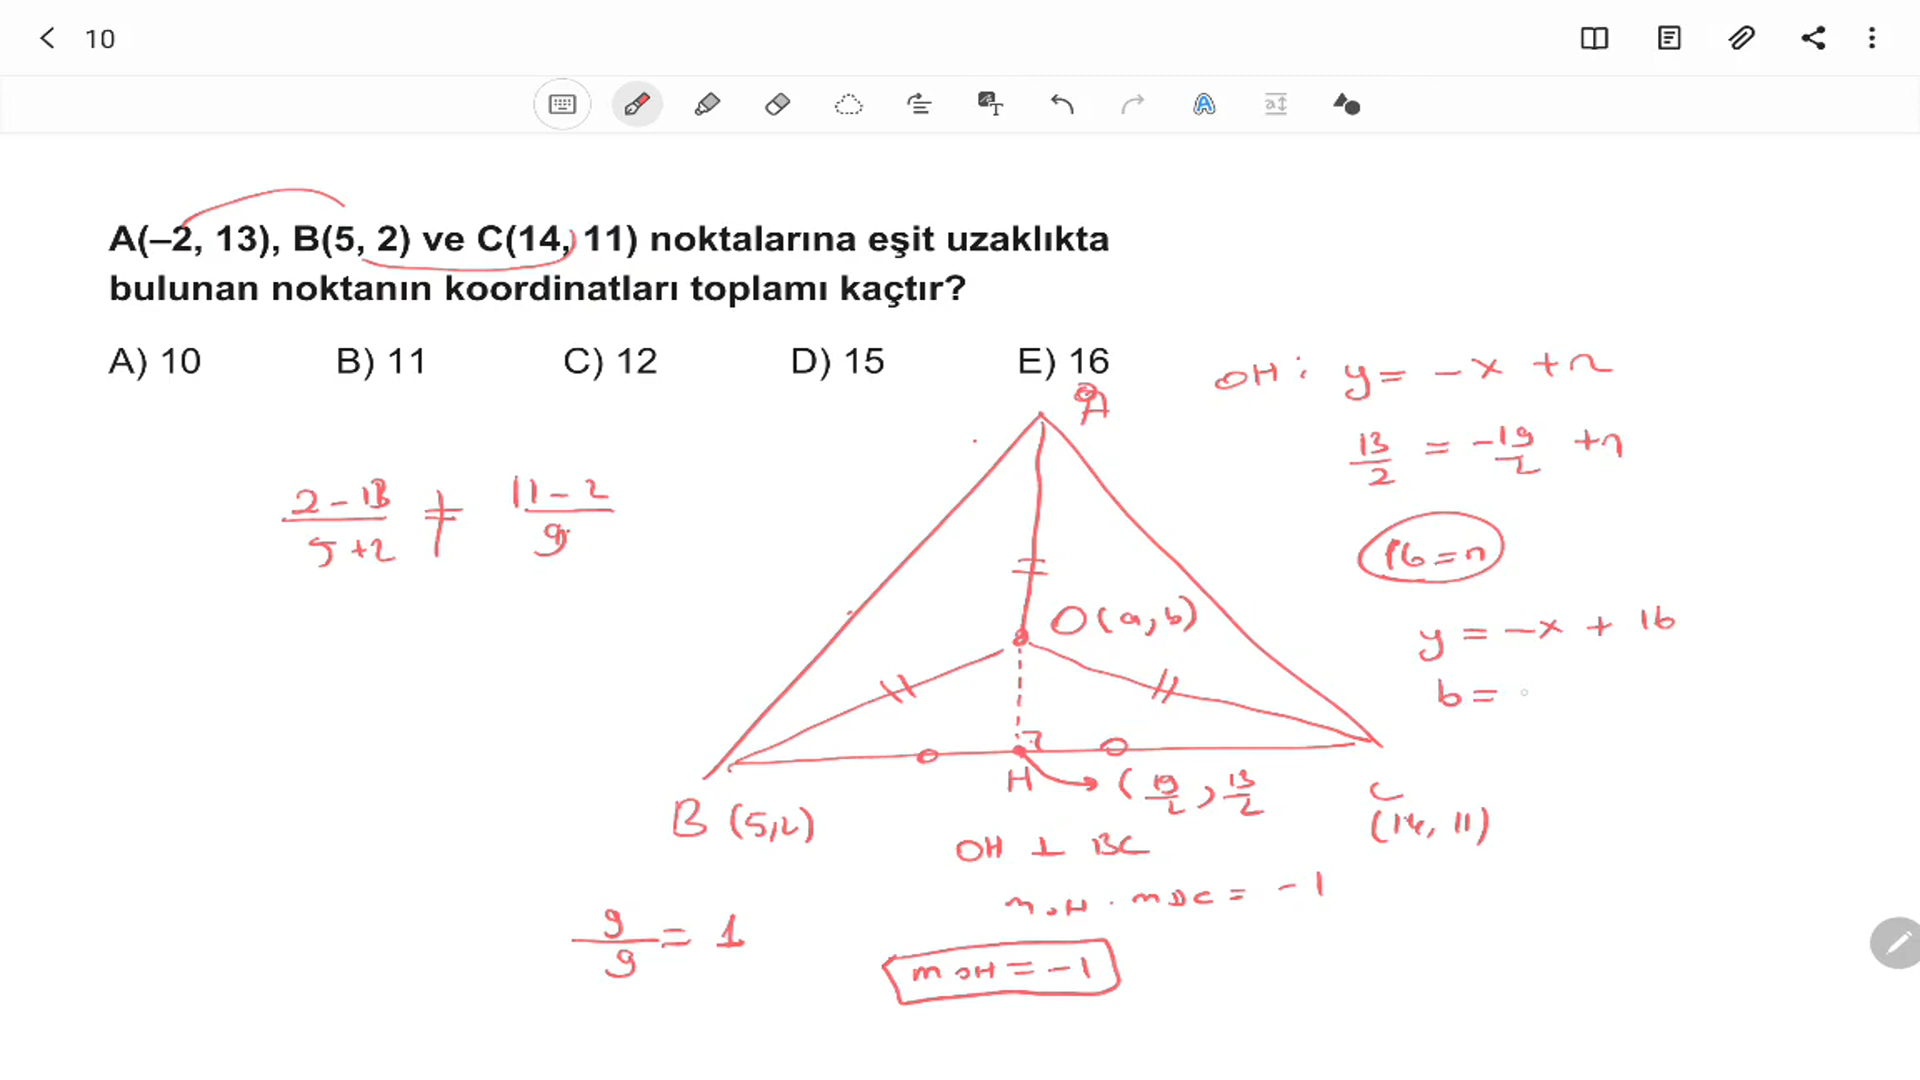 10
A(–2, 13), B(5, 2) ve C(14, 11) noktalarına eşit uzaklıkta
bulunan noktanın koordinatları toplamı kaçtır?
A) 10 B) 11 C) 12 D) 15 E) 16
OH : y = -x + n
13/2 = -19/2 + n
16 = n
y = -x + 16
b =
2 - 13 / 5 + 2 ≠ 11 - 2 / 9
A
O(a, b)
H → (19/2, 13/2)
B (5,2)
C
(14, 11)
OH ⊥ BC
m OH . m BC = -1
9/9 = 1
m OH = -1